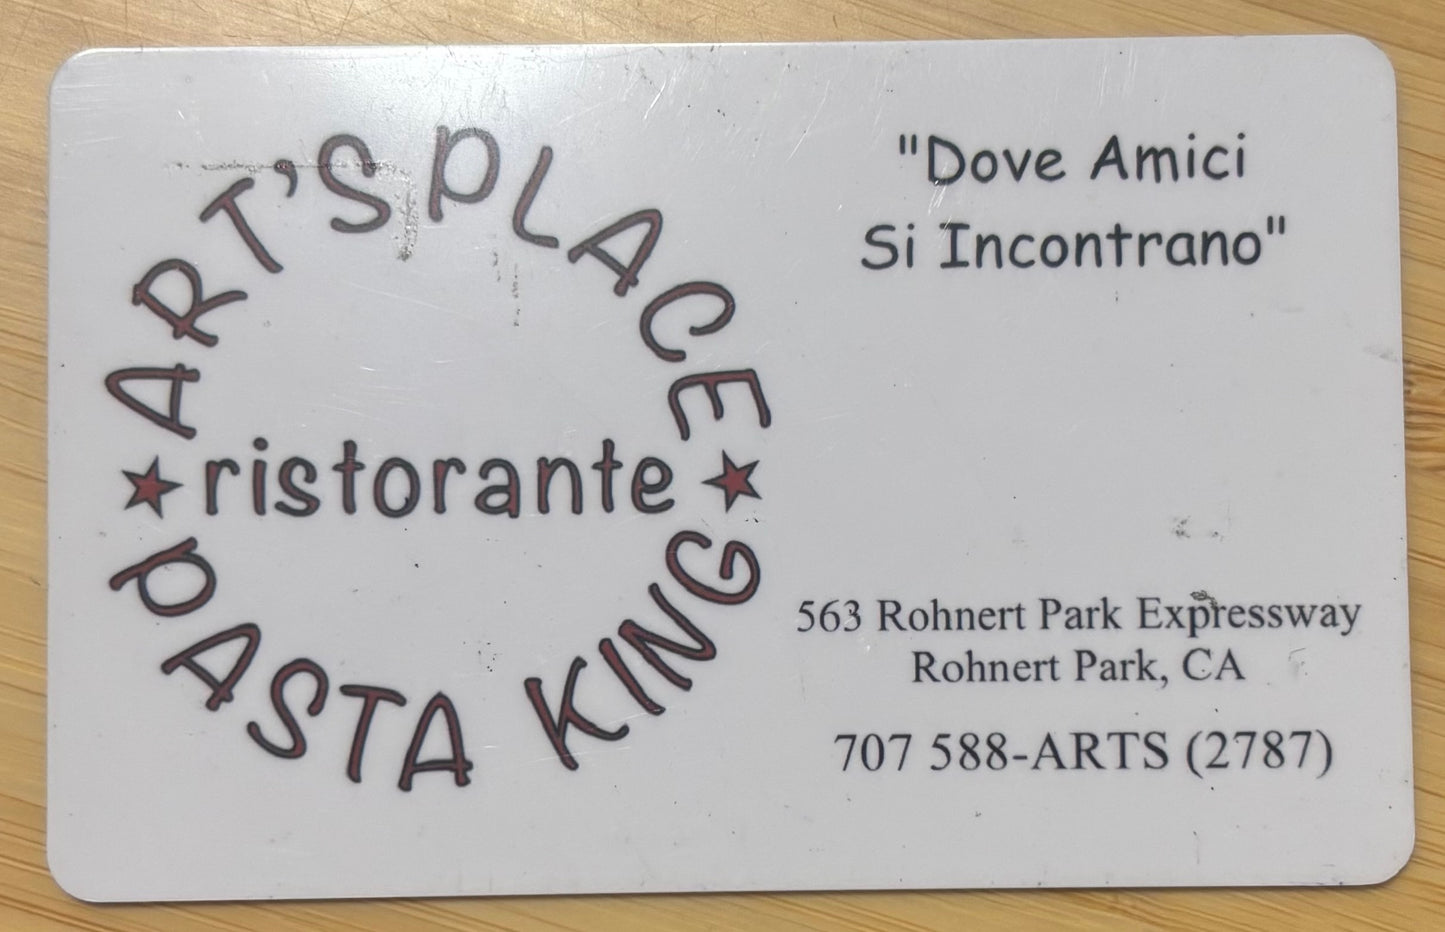 ART'S PLACE
★ ristorante ★
PASTA KING
"Dove Amici
Si Incontrano"
563 Rohnert Park Expressway
Rohnert Park, CA
707 588-ARTS (2787)